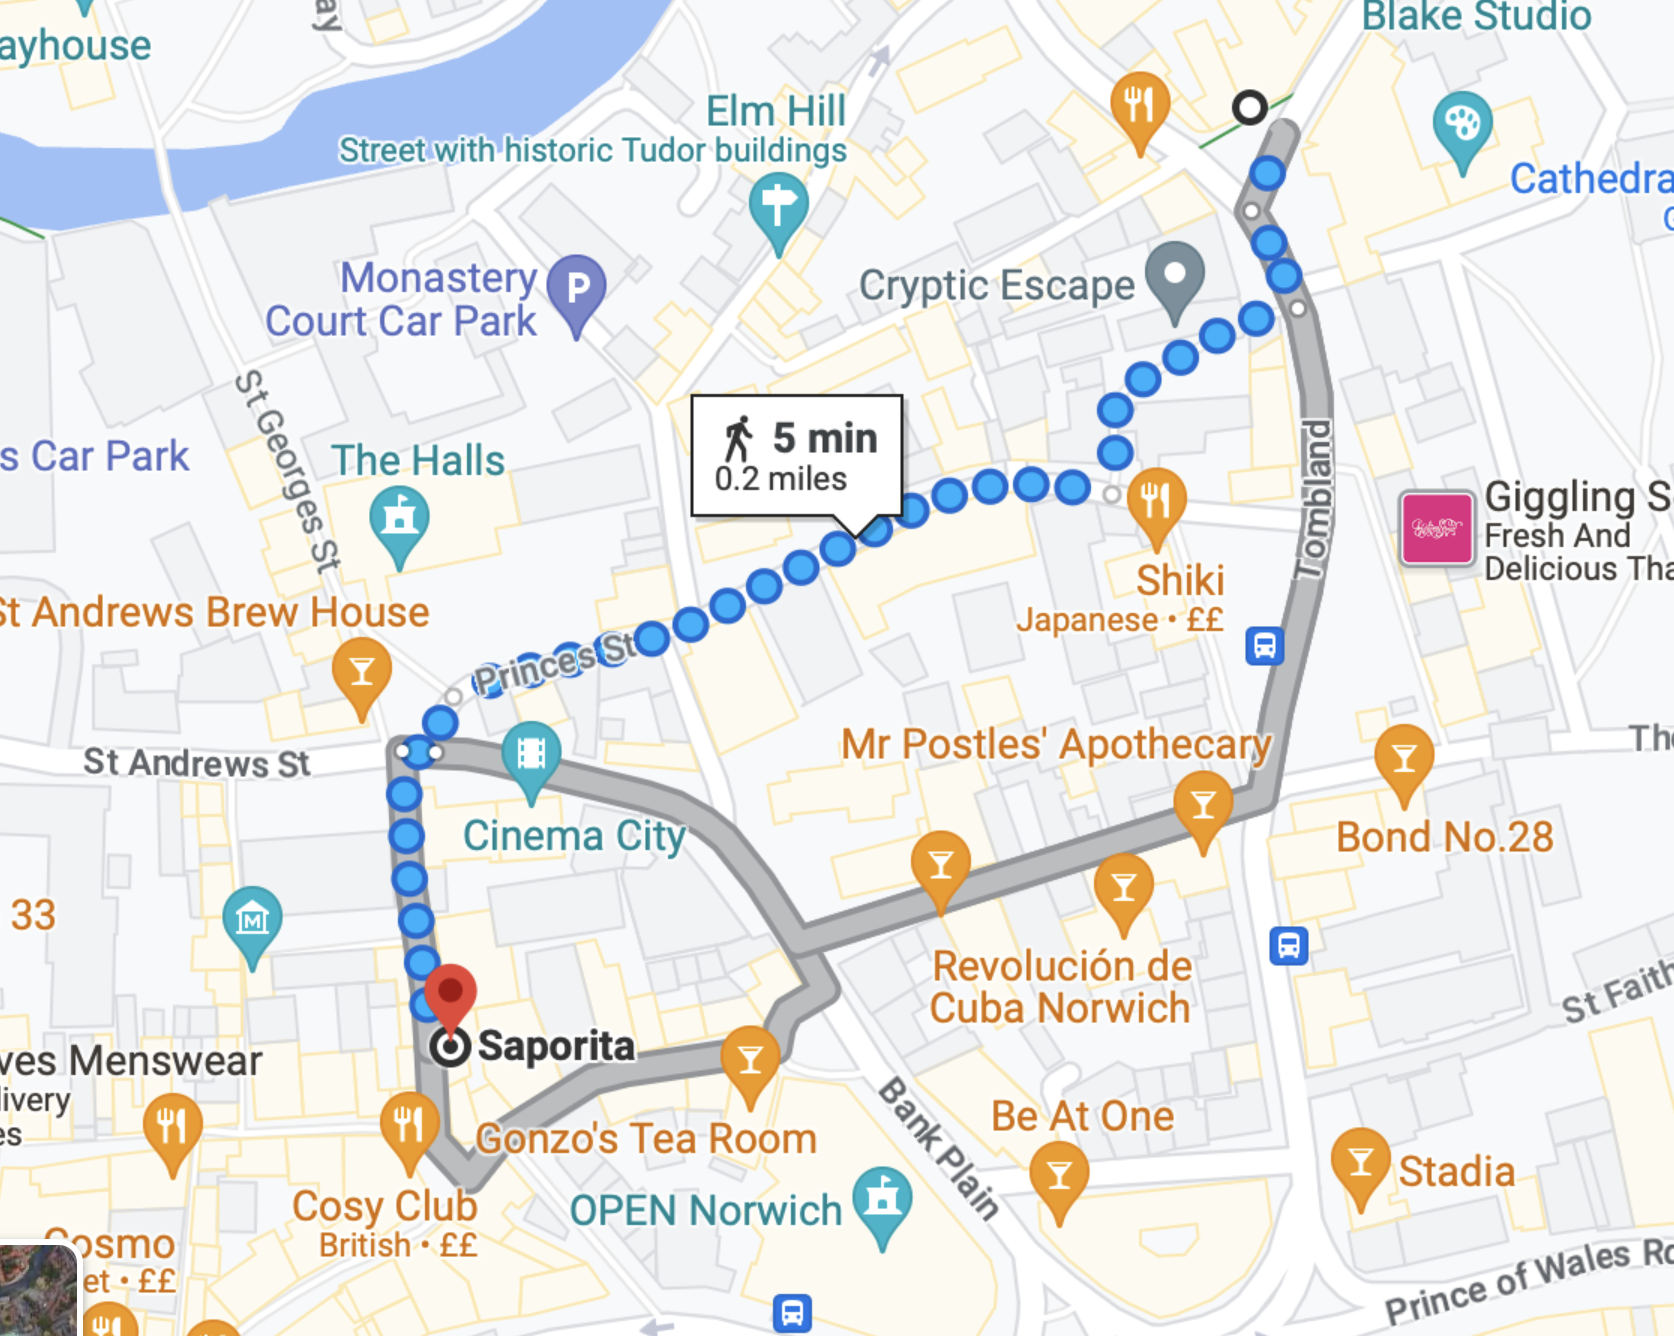 Blake Studio
ayhouse
ay
Elm Hill
Street with historic Tudor buildings
Cathedra
G
Monastery
Court Car Park
P
Cryptic Escape
St Georges St
s Car Park
The Halls
5 min
0.2 miles
Tombland
Giggling S
Fresh And
Delicious Tha
Shiki
Japanese • ££
St Andrews Brew House
Princes St
St Andrews St
Mr Postles' Apothecary
The
Cinema City
Bond No.28
33
M
Revolución de
Cuba Norwich
St Faith
Saporita
ves Menswear
livery
es
Bank Plain
Be At One
Gonzo's Tea Room
Stadia
Cosy Club
British • ££
OPEN Norwich
Cosmo
et • ££
Prince of Wales Ro